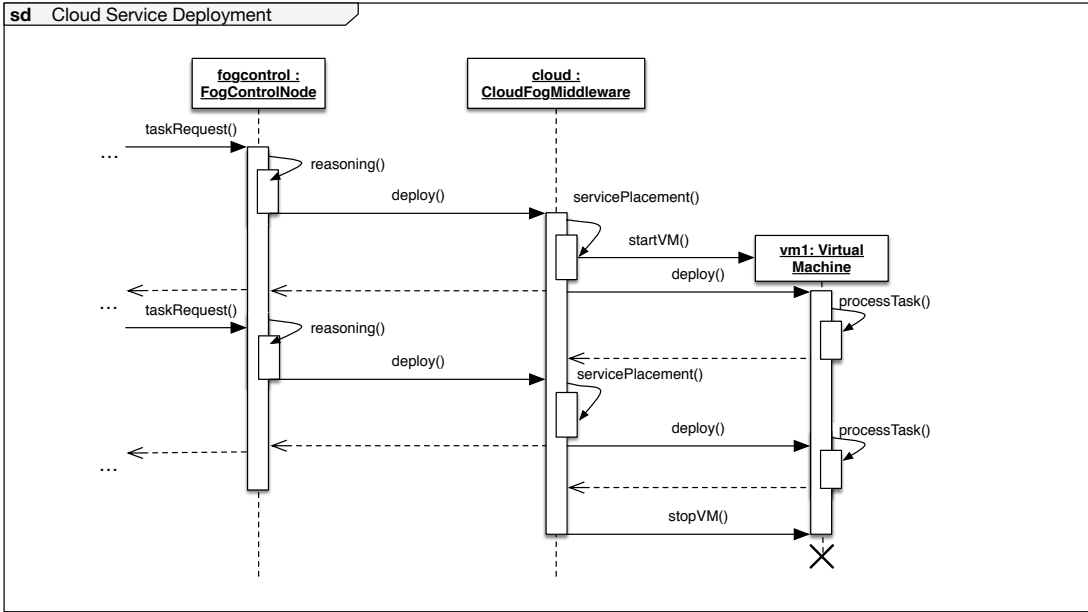 sd Cloud Service Deployment
fogcontrol :
FogControlNode
cloud :
CloudFogMiddleware
taskRequest()
...
reasoning()
deploy()
servicePlacement()
startVM()
vm1: Virtual
Machine
deploy()
...
taskRequest()
processTask()
reasoning()
deploy()
servicePlacement()
deploy()
processTask()
...
stopVM()